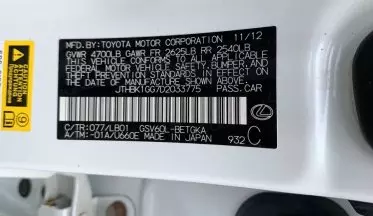 MFD. BY: TOYOTA MOTOR CORPORATION 11/12
GVWR 4700LB GAWR FR 2625LB RR 2540LB
THIS VEHICLE CONFORMS TO ALL APPLICABLE
FEDERAL MOTOR VEHICLE SAFETY, BUMPER,
AND THEFT PREVENTION STANDARDS IN EFFECT ON
THE DATE OF MANUFACTURE SHOWN ABOVE.
JTHBK1GG7D2033775 PASS.CAR
C/TR:077/LB01 GSV60L-BETGKA
A/TM:-01A/U660E MADE IN JAPAN 932 C